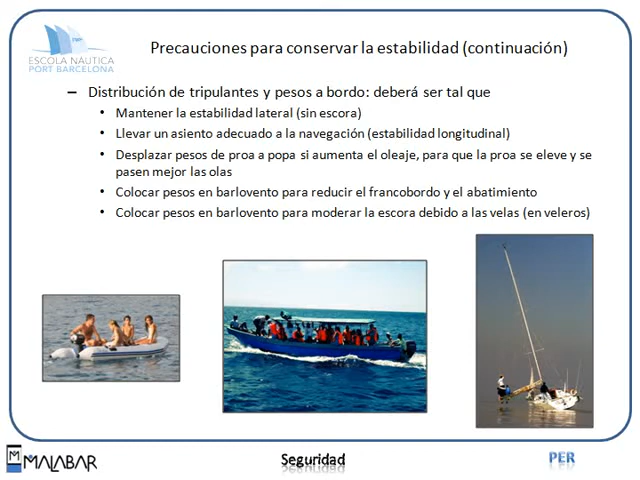 ESCOLA NÀUTICA
PORT BARCELONA
Precauciones para conservar la estabilidad (continuación)
– Distribución de tripulantes y pesos a bordo: deberá ser tal que
• Mantener la estabilidad lateral (sin escora)
• Llevar un asiento adecuado a la navegación (estabilidad longitudinal)
• Desplazar pesos de proa a popa si aumenta el oleaje, para que la proa se eleve y se
pasen mejor las olas
• Colocar pesos en barlovento para reducir el francobordo y el abatimiento
• Colocar pesos en barlovento para moderar la escora debido a las velas (en veleros)
MALABAR
Seguridad
PER